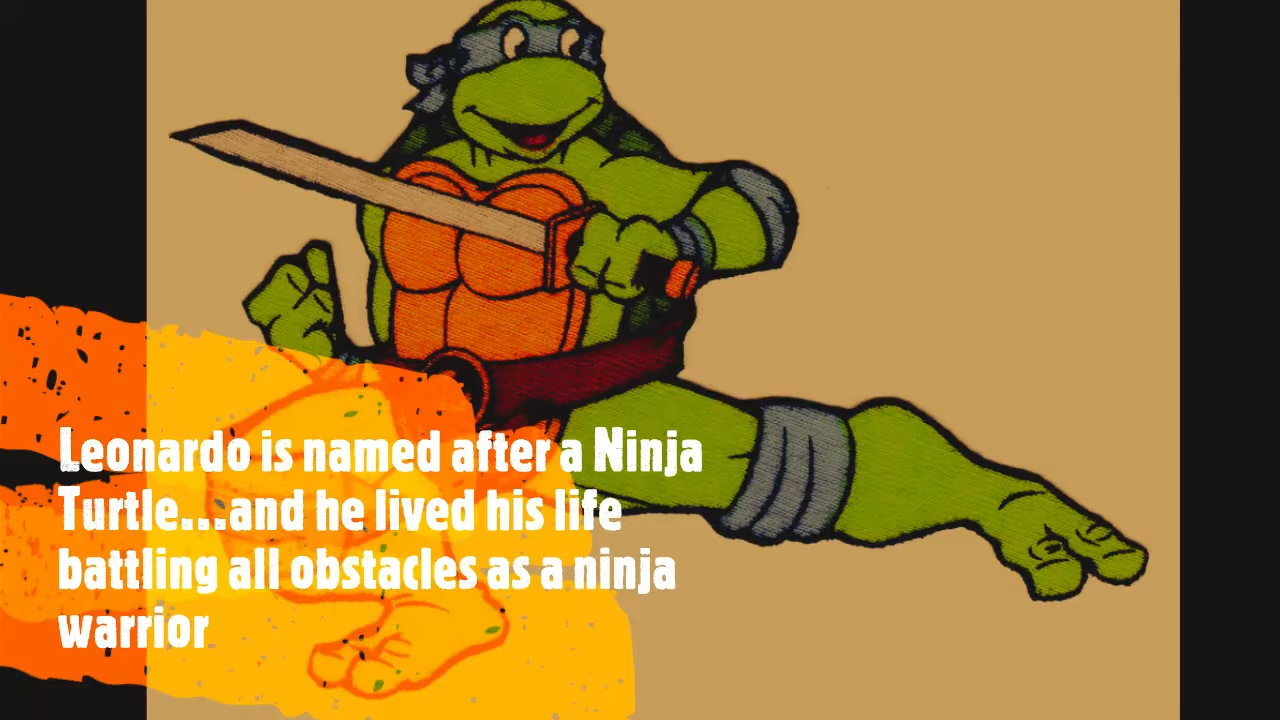 Leonardo is named after a Ninja
Turtle...and he lived his life
battling all obstacles as a ninja
warrior